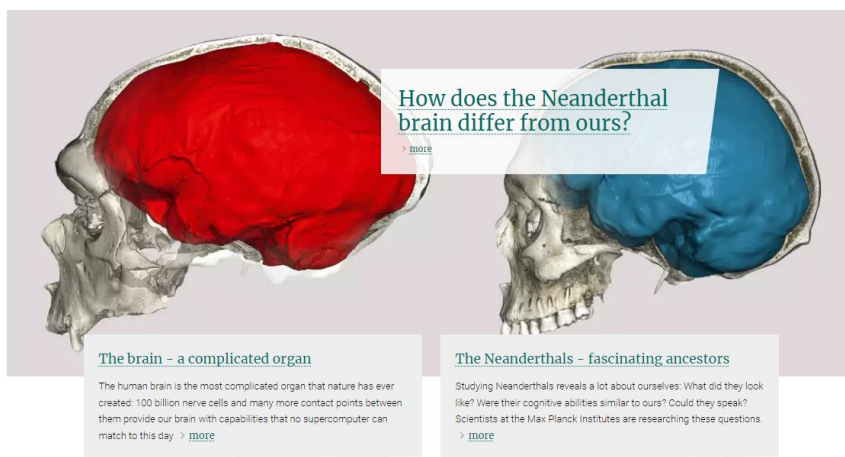 How does the Neanderthal
brain differ from ours?
> more
The brain - a complicated organ
The human brain is the most complicated organ that nature has ever
created: 100 billion nerve cells and many more contact points between
them provide our brain with capabilities that no supercomputer can
match to this day > more
The Neanderthals - fascinating ancestors
Studying Neanderthals reveals a lot about ourselves: What did they look
like? Were their cognitive abilities similar to ours? Could they speak?
Scientists at the Max Planck Institutes are researching these questions.
> more